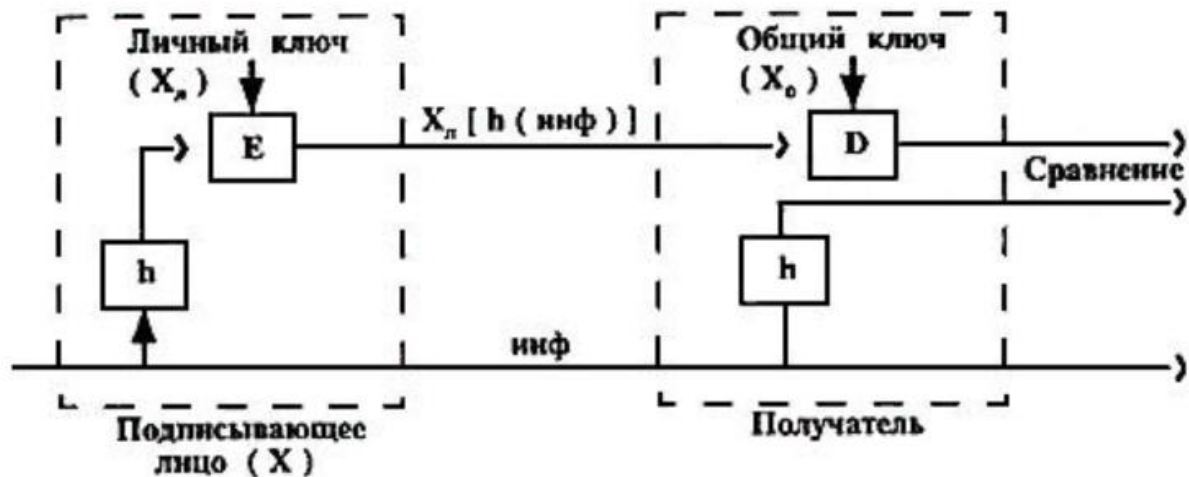 Личный ключ
( Xл )
E
h
Подписывающее
лицо ( X )
Xл [ h ( инф ) ]
инф
Общий ключ
( Xо )
D
h
Получатель
Сравнение